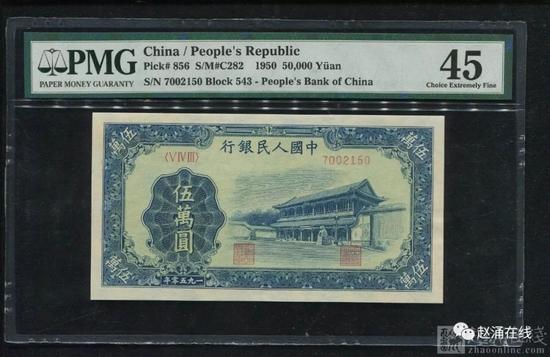 PMG
PAPER MONEY GUARANTY
China / People's Republic
Pick# 856 S/M#C282 1950 50,000 Yüan
S/N 7002150 Block 543 - People's Bank of China
45
Choice Extremely Fine
伍萬
中國人民銀行
伍萬
〈VIVIII〉
7002150
伍萬圓
伍萬
一九五零年
伍萬
赵涌在线
zhaoonline.com